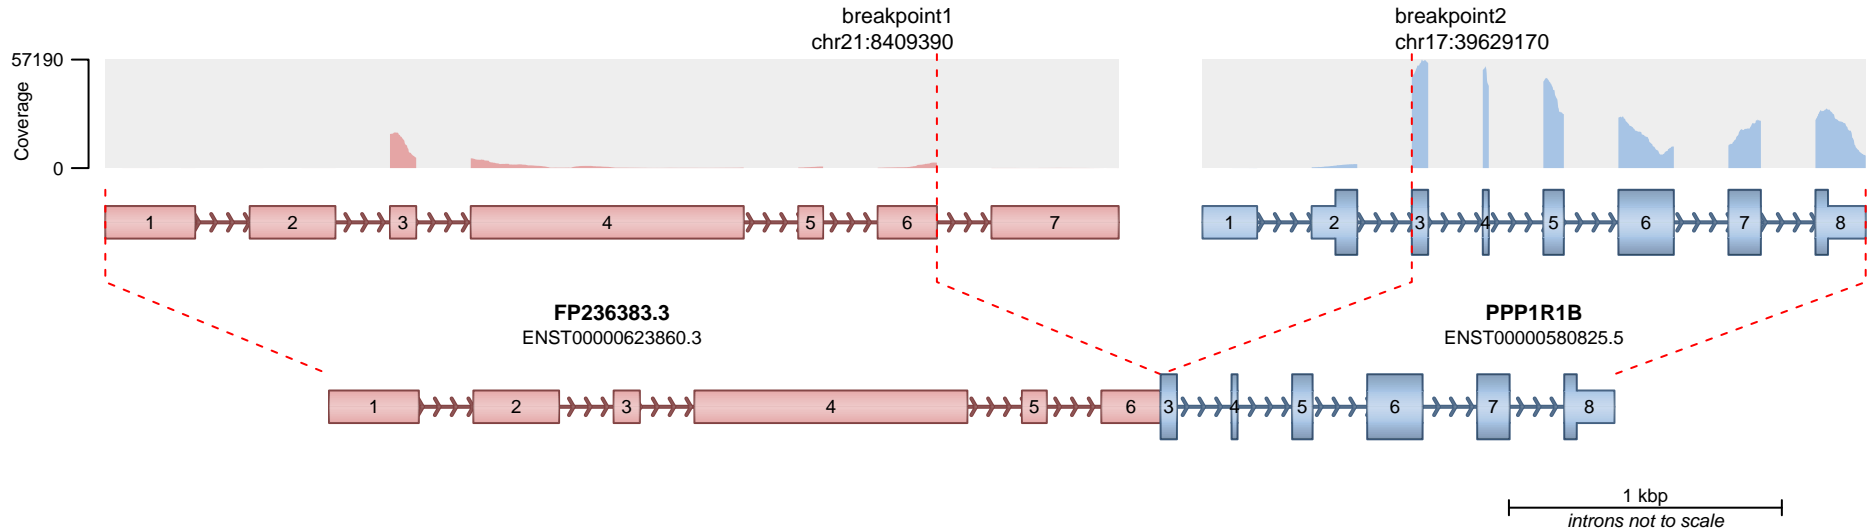 breakpoint1
chr21:8409390
breakpoint2
chr17:39629170
57190
Coverage
0
1 2 3 4 5 6 7
1 2 3 4 5 6 7 8
FP236383.3
ENST00000623860.3
PPP1R1B
ENST00000580825.5
1 2 3 4 5 6 3 4 5 6 7 8
1 kbp
introns not to scale